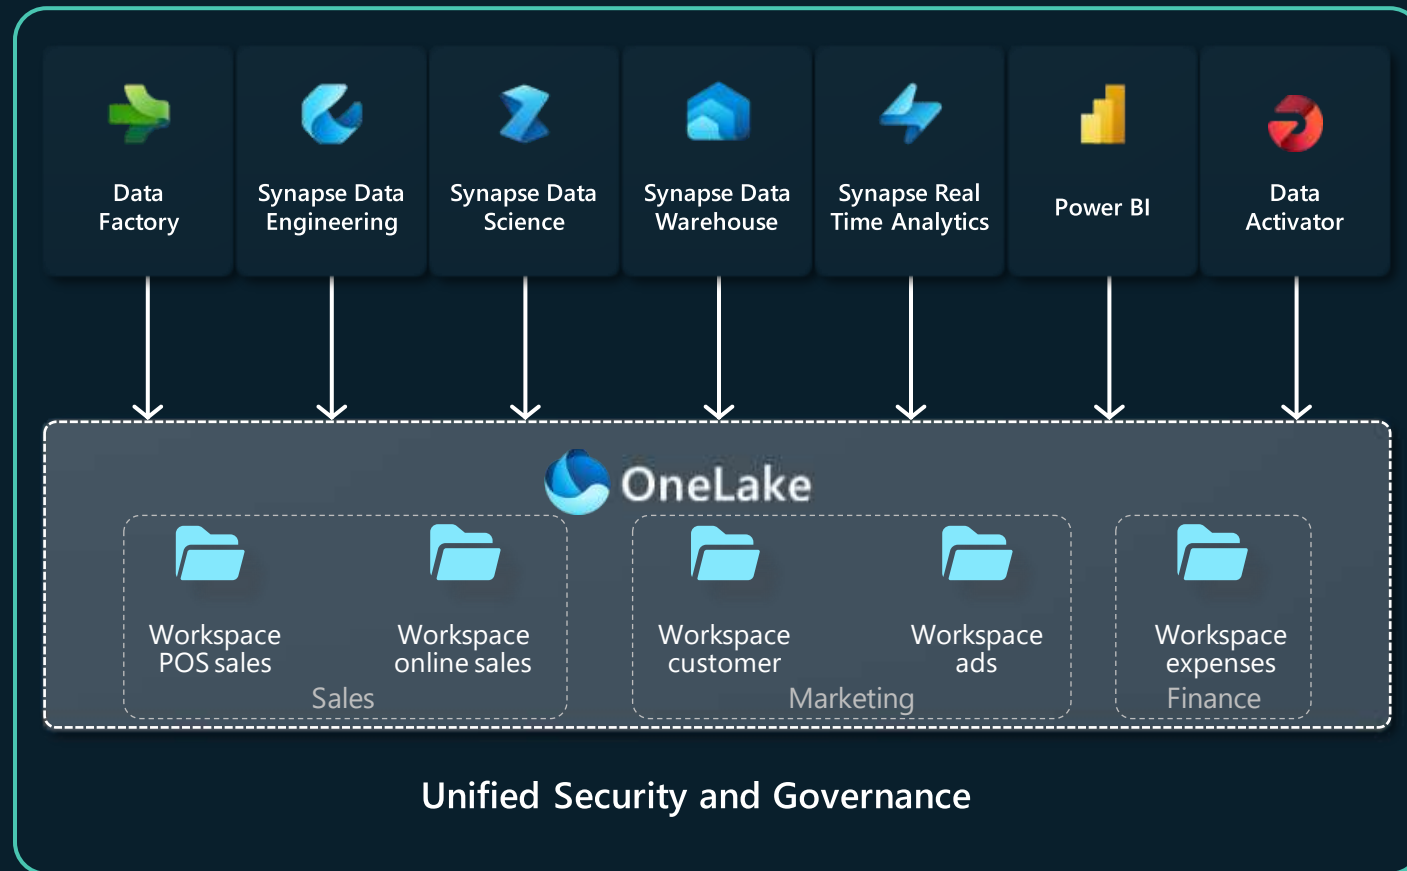 Data
Factory
Synapse Data
Engineering
Synapse Data
Science
Synapse Data
Warehouse
Synapse Real
Time Analytics
Power BI
Data
Activator
OneLake
Workspace
POS sales
Workspace
online sales
Sales
Workspace
customer
Workspace
ads
Marketing
Workspace
expenses
Finance
Unified Security and Governance